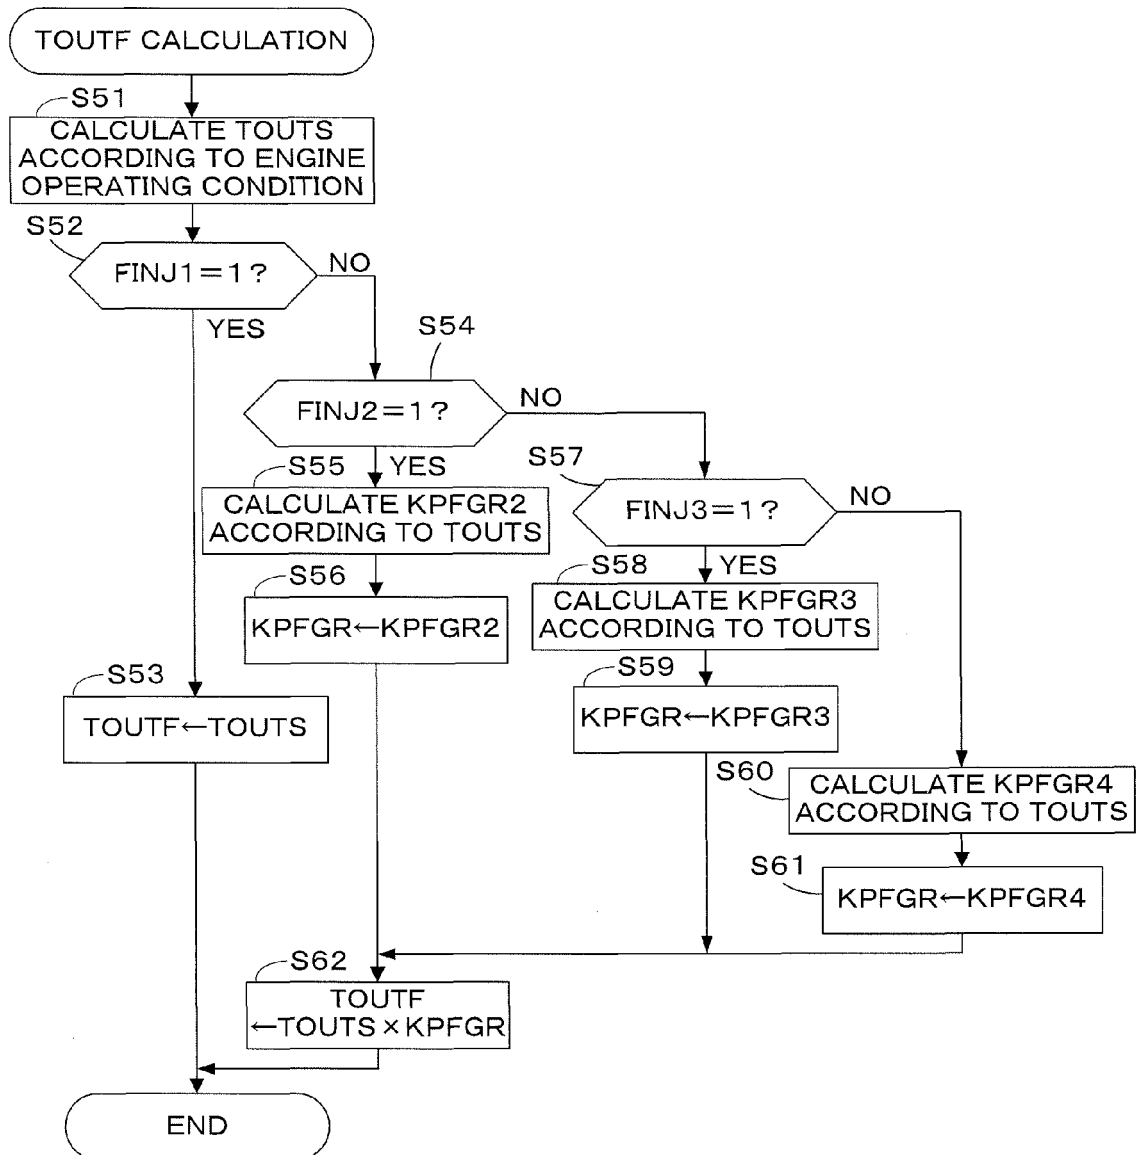 TOUTF CALCULATION
S51
CALCULATE TOUTS
ACCORDING TO ENGINE
OPERATING CONDITION
S52
FINJ1=1?
NO
YES
S54
FINJ2=1?
NO
YES
S55
CALCULATE KPFGR2
ACCORDING TO TOUTS
S57
FINJ3=1?
NO
YES
S56
KPFGR←KPFGR2
S58
CALCULATE KPFGR3
ACCORDING TO TOUTS
S53
TOUTF←TOUTS
S59
KPFGR←KPFGR3
S60
CALCULATE KPFGR4
ACCORDING TO TOUTS
S61
KPFGR←KPFGR4
S62
TOUTF
←TOUTS×KPFGR
END